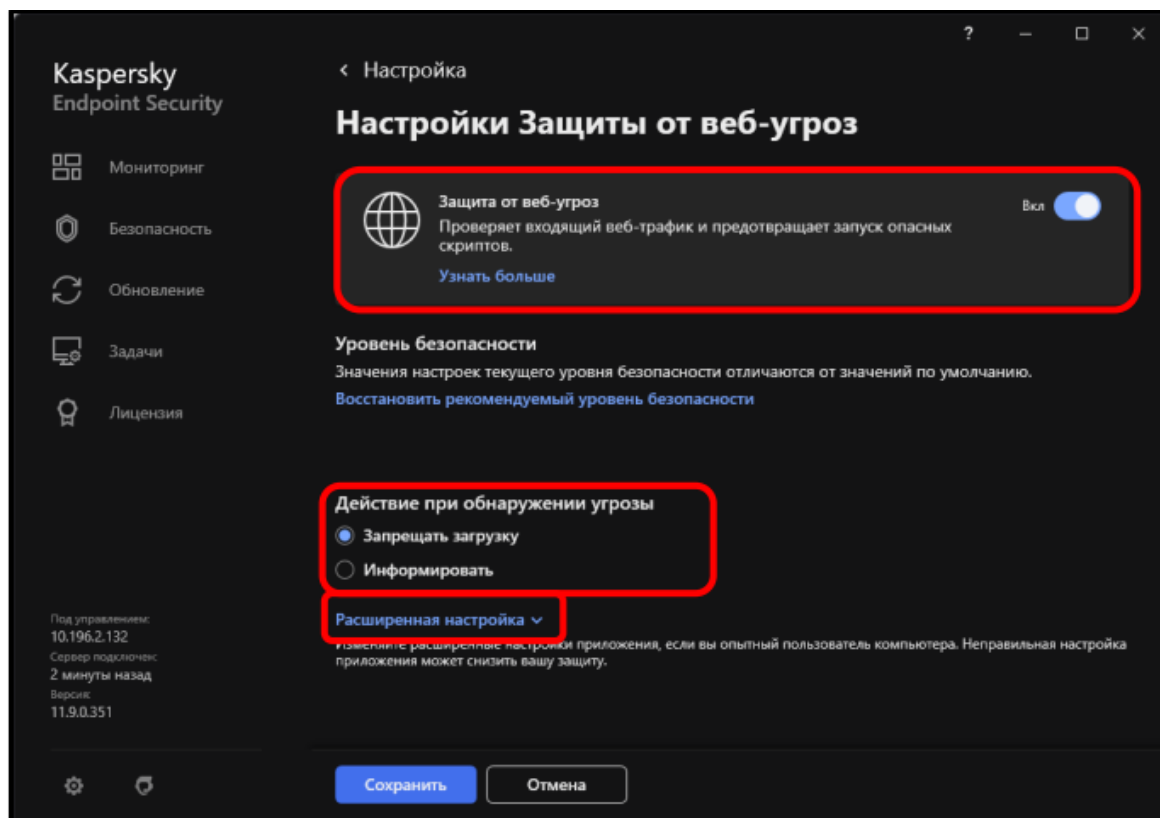 ?
Kaspersky
Endpoint Security
Мониторинг
Безопасность
Обновление
Задачи
Лицензия
Под управлением:
10.196.2.132
Сервер подключен:
2 минуты назад
Версия:
11.9.0.351
Настройка
Настройки Защиты от веб-угроз
Защита от веб-угроз
Вкл
Проверяет входящий веб-трафик и предотвращает запуск опасных
скриптов.
Узнать больше
Уровень безопасности
Значения настроек текущего уровня безопасности отличаются от значений по умолчанию.
Восстановить рекомендуемый уровень безопасности
Действие при обнаружении угрозы
Запрещать загрузку
Информировать
Расширенная настройка
Измените расширенные настройки приложения, если вы опытный пользователь компьютера. Неправильная настройка
приложения может снизить вашу защиту.
Сохранить
Отмена